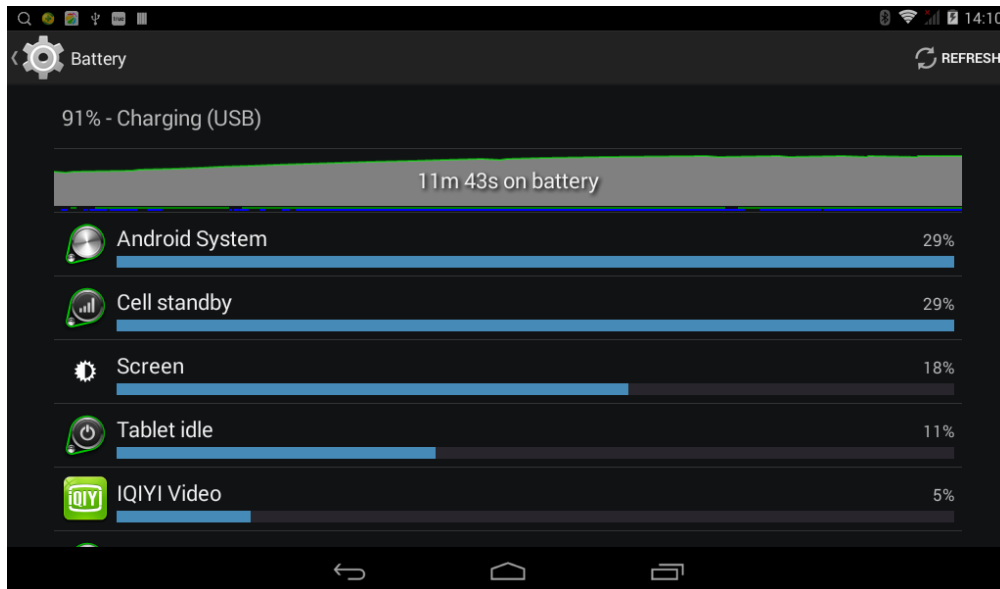 14:10
Battery
REFRESH
91% - Charging (USB)
11m 43s on battery
Android System
29%
Cell standby
29%
Screen
18%
Tablet idle
11%
iQIYI
IQIYI Video
5%